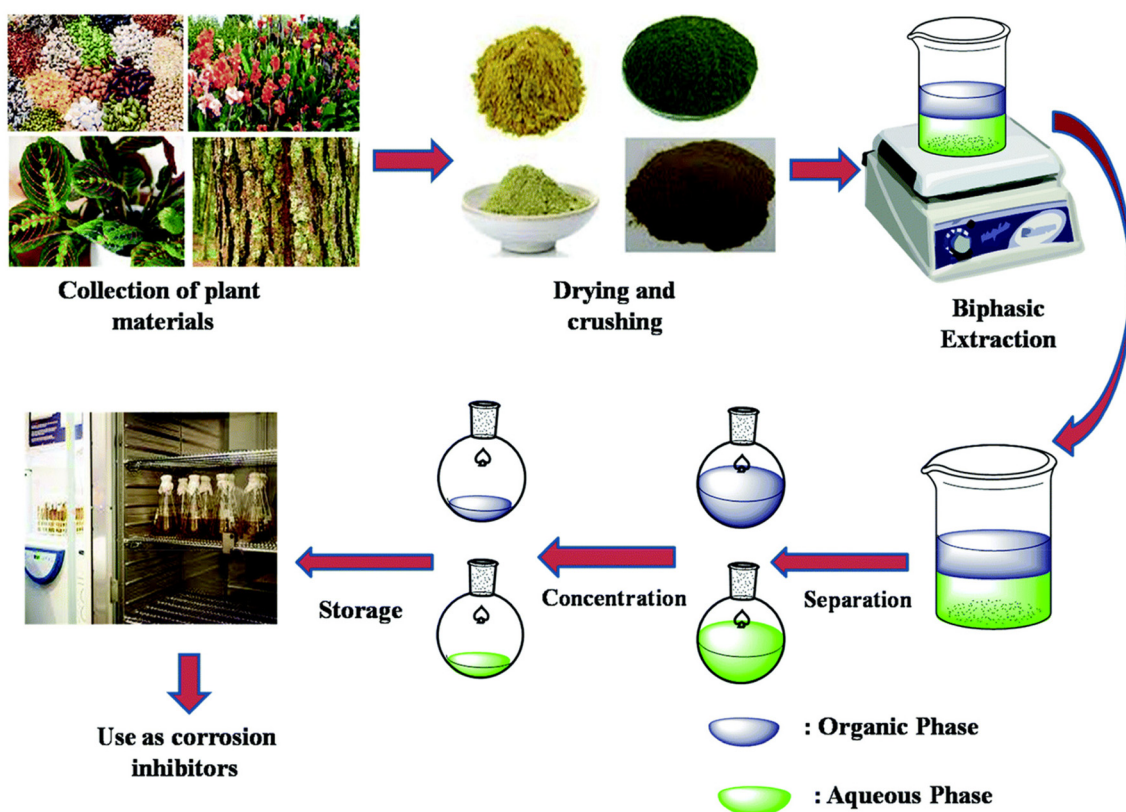 Collection of plant
materials
Drying and
crushing
Biphasic
Extraction
Separation
Concentration
Storage
Use as corrosion
inhibitors
: Organic Phase
: Aqueous Phase